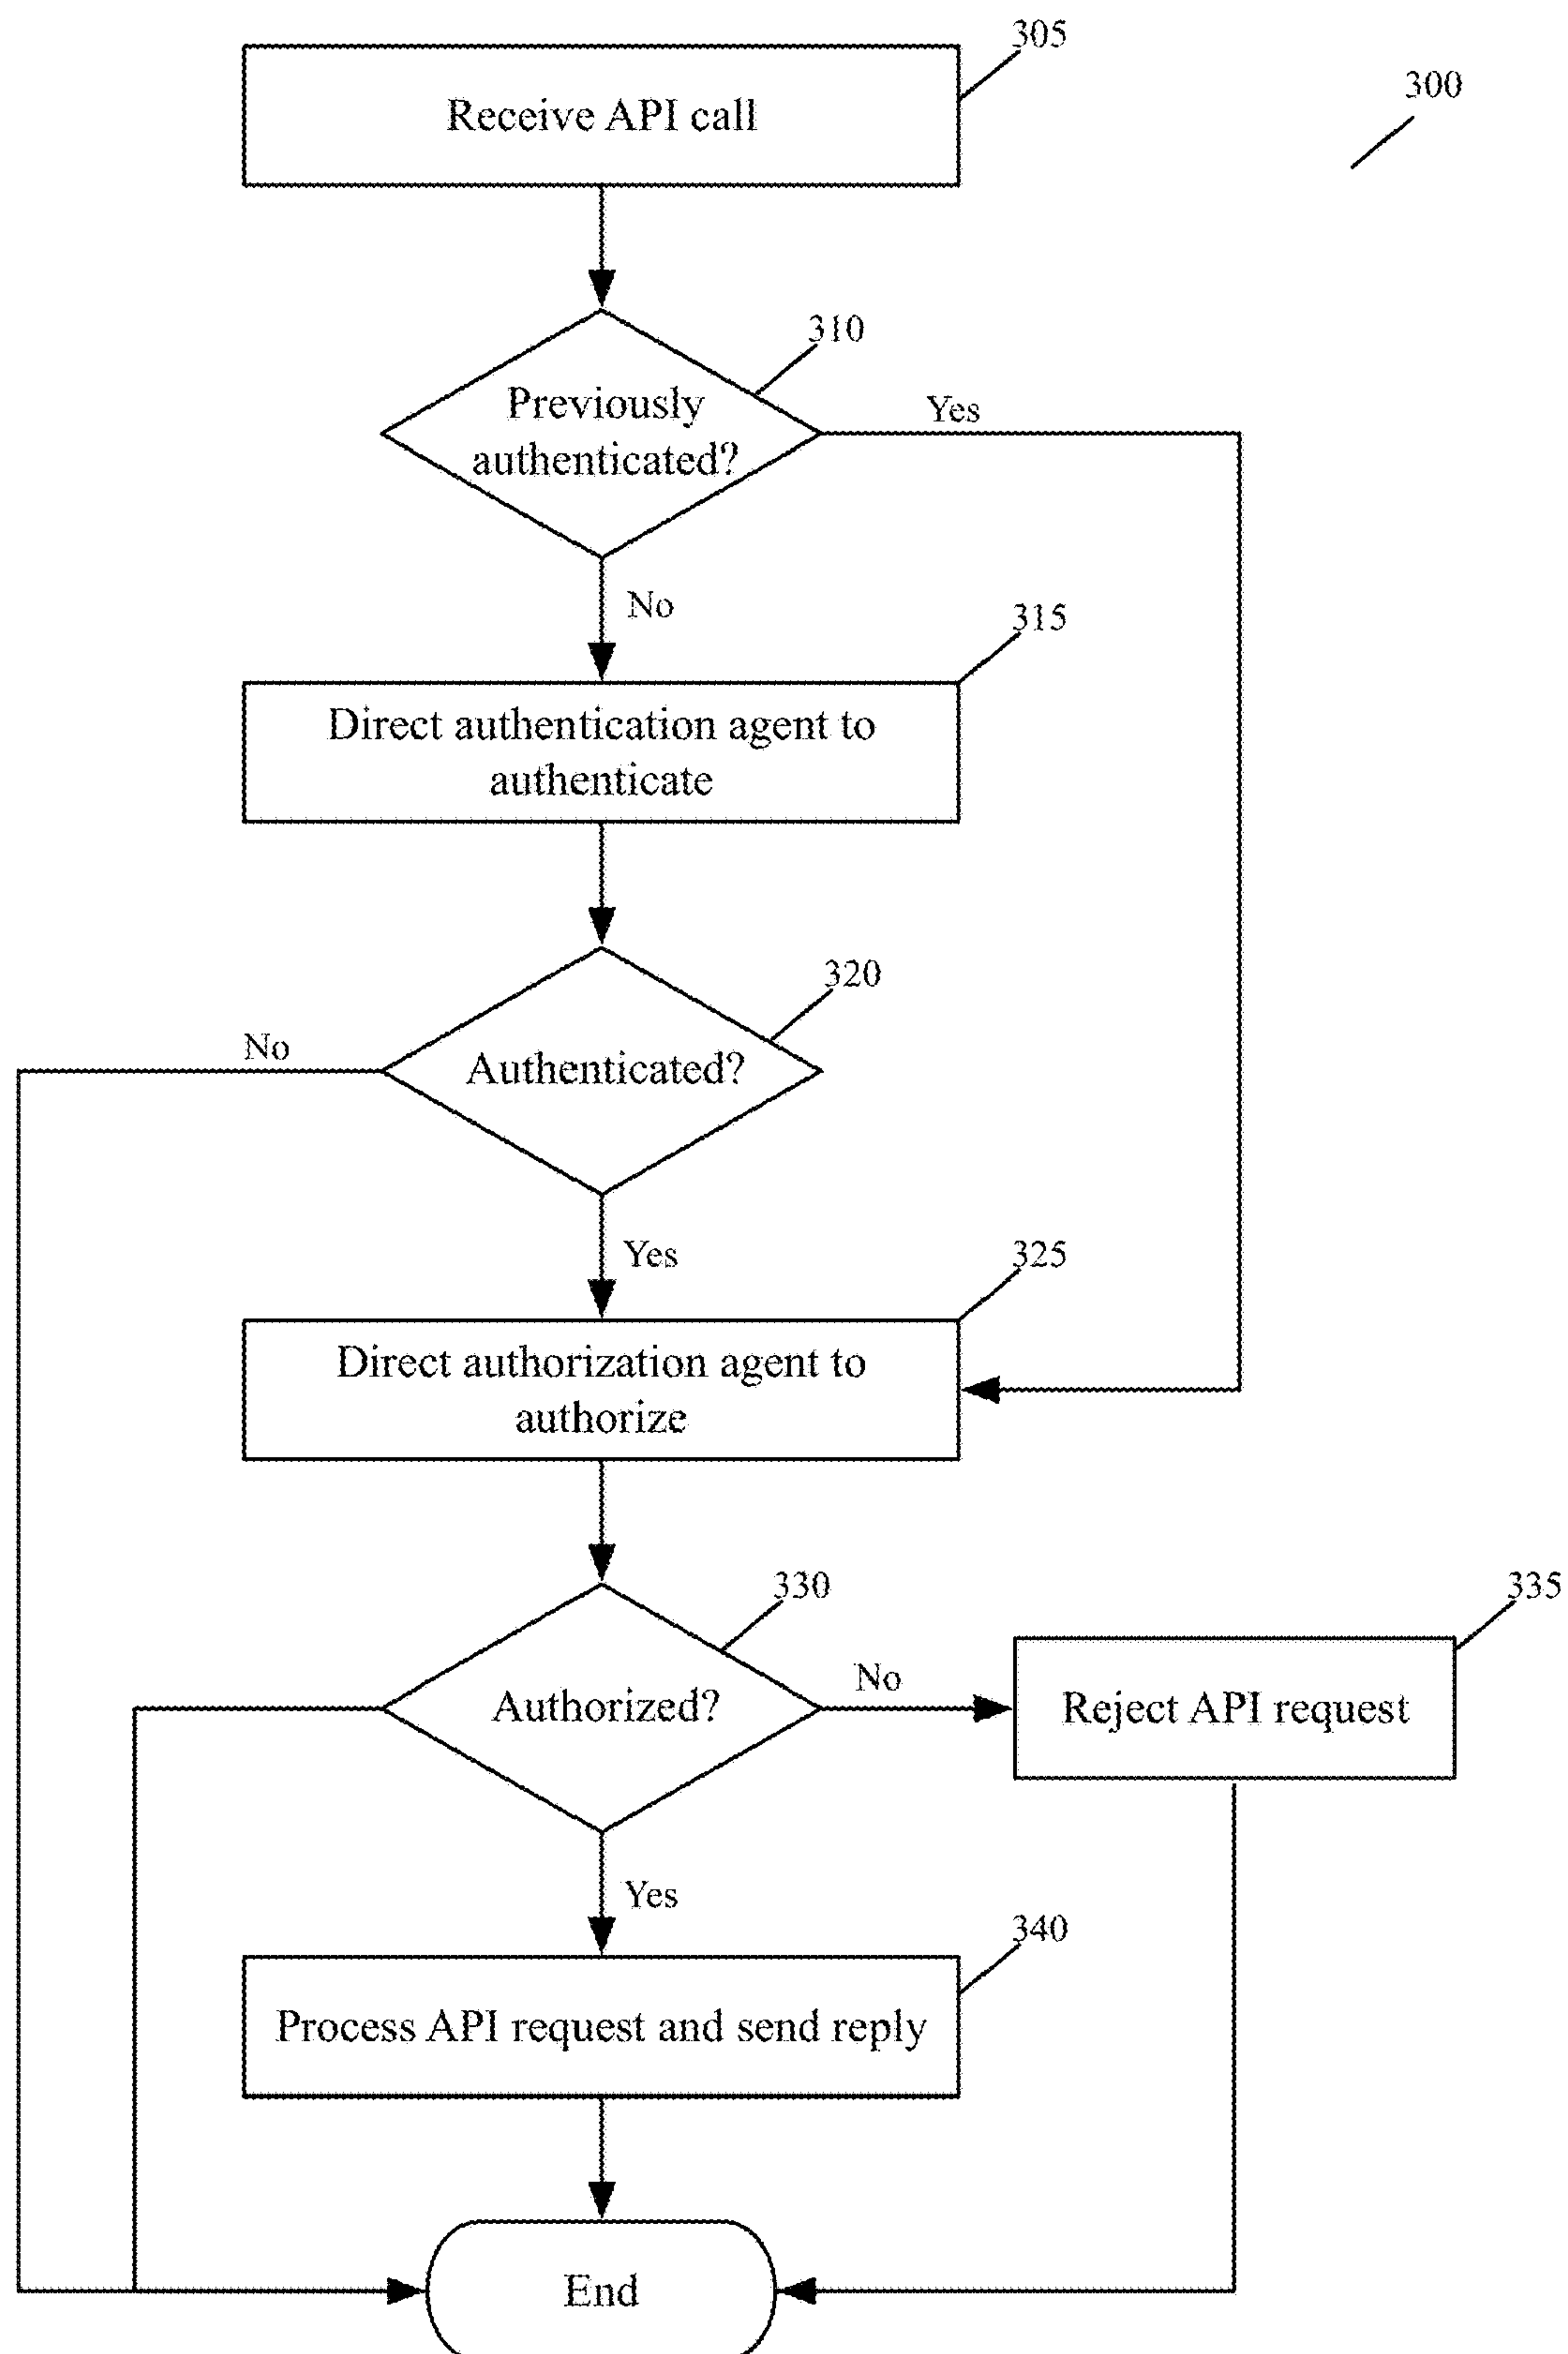 305
300
Receive API call
310
Previously
authenticated?
Yes
No
315
Direct authentication agent to
authenticate
320
No
Authenticated?
Yes
325
Direct authorization agent to
authorize
330
335
Authorized?
No
Reject API request
Yes
340
Process API request and send reply
End